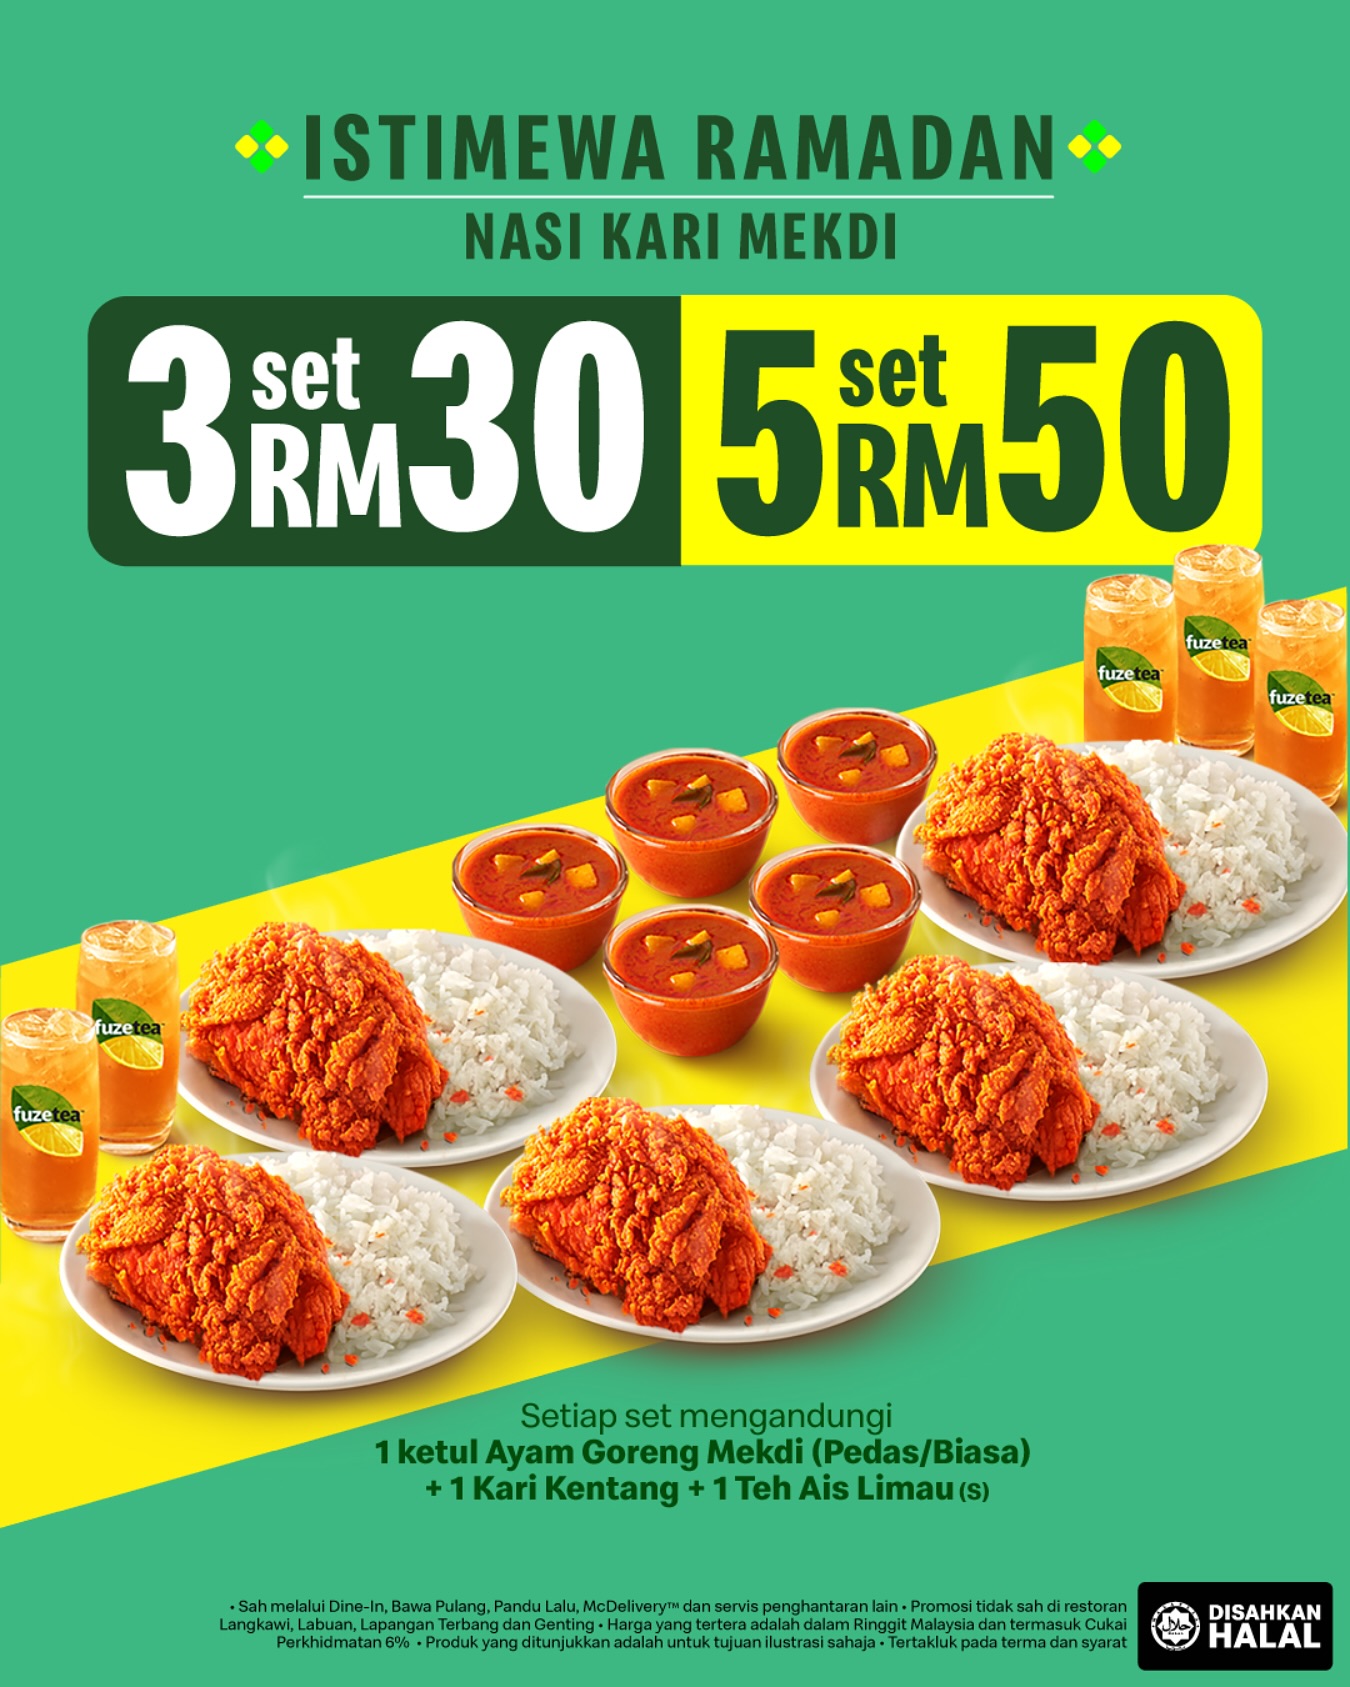 ISTIMEWA RAMADAN
NASI KARI MEKDI
3 set RM30
5 set RM50
fuzetea
fuzetea
fuzetea
fuzetea
fuzetea
Setiap set mengandungi
1 ketul Ayam Goreng Mekdi (Pedas/Biasa)
+ 1 Kari Kentang + 1 Teh Ais Limau (S)
• Sah melalui Dine-In, Bawa Pulang, Pandu Lalu, McDelivery™ dan servis penghantaran lain • Promosi tidak sah di restoran
Langkawi, Labuan, Lapangan Terbang dan Genting • Harga yang tertera adalah dalam Ringgit Malaysia dan termasuk Cukai
Perkhidmatan 6% • Produk yang ditunjukkan adalah untuk tujuan ilustrasi sahaja • Tertakluk pada terma dan syarat
حلال
DISAHKAN
HALAL